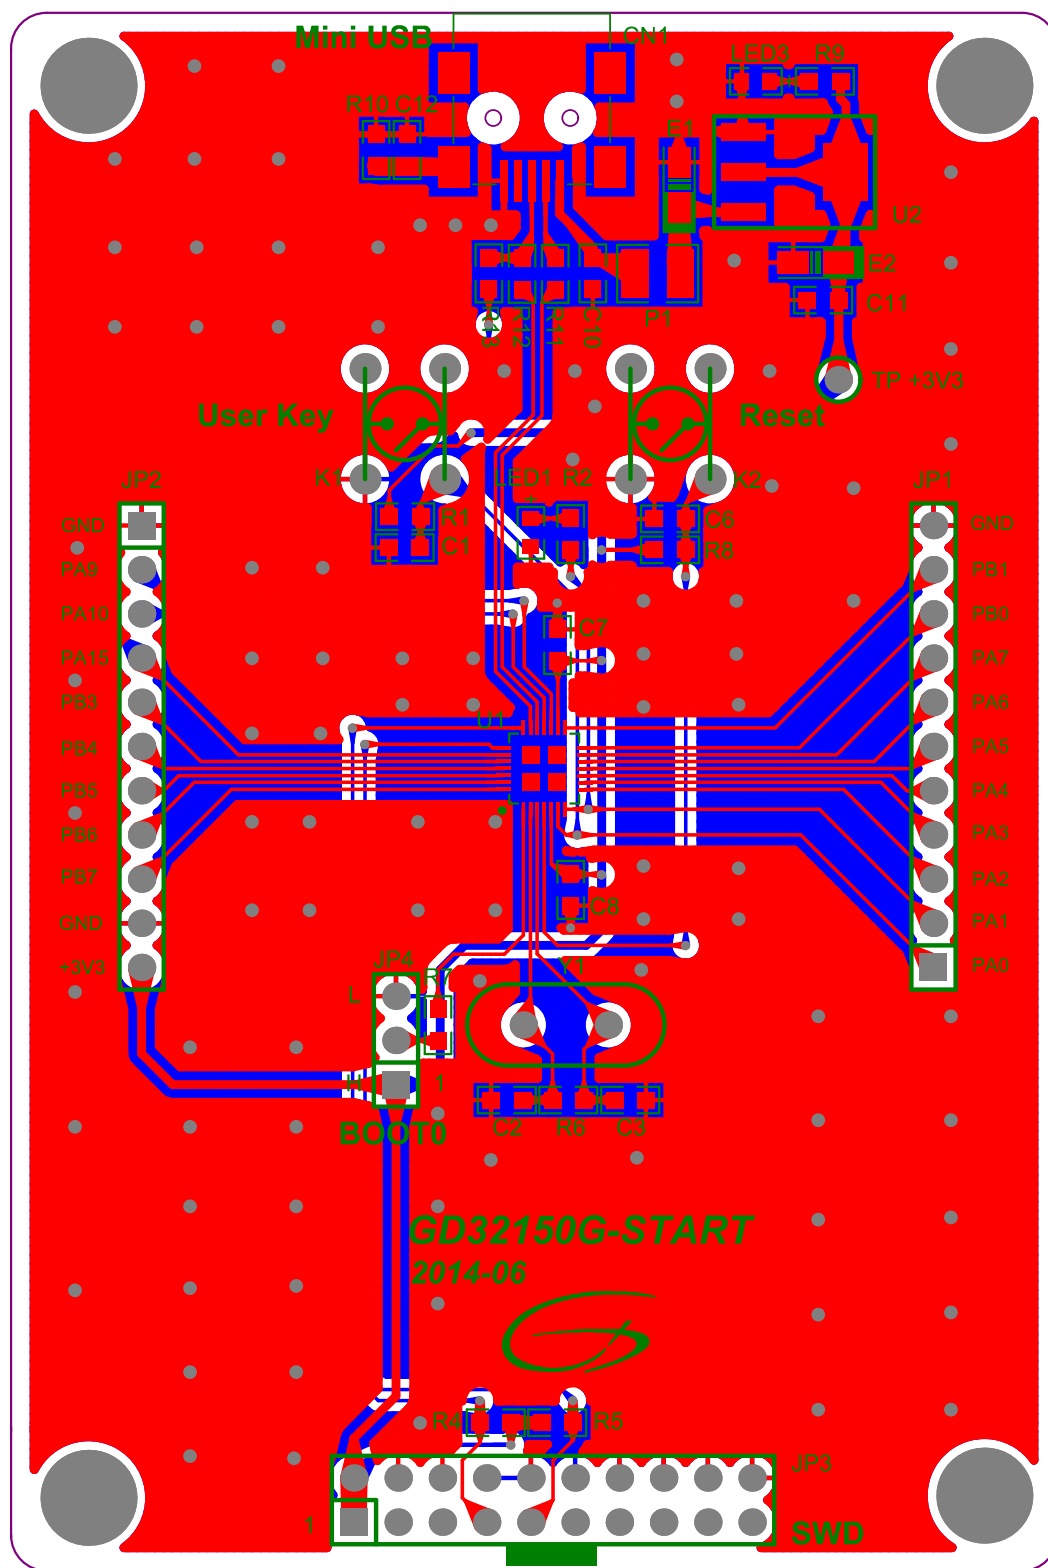 Mini USB
CN1
LED3 R9
R10 C12
E1
U2
E2
C11
R13 R12 R11 C10 P1
TP +3V3
User Key
Reset
K1
LED1 R2
K2
JP2
JP1
+
R1
C6
C1
R8
GND
PA9
PA10
PA15
PB3
PB4
PB5
PB6
PB7
GND
+3V3
GND
PB1
PB0
PA7
PA6
PA5
PA4
PA3
PA2
PA1
PA0
C7
U1
C8
JP4
R7
Y1
L
H
1
C2 R6 C3
BOOT0
GD32150G-START
2014-06
R4
R5
JP3
1
SWD